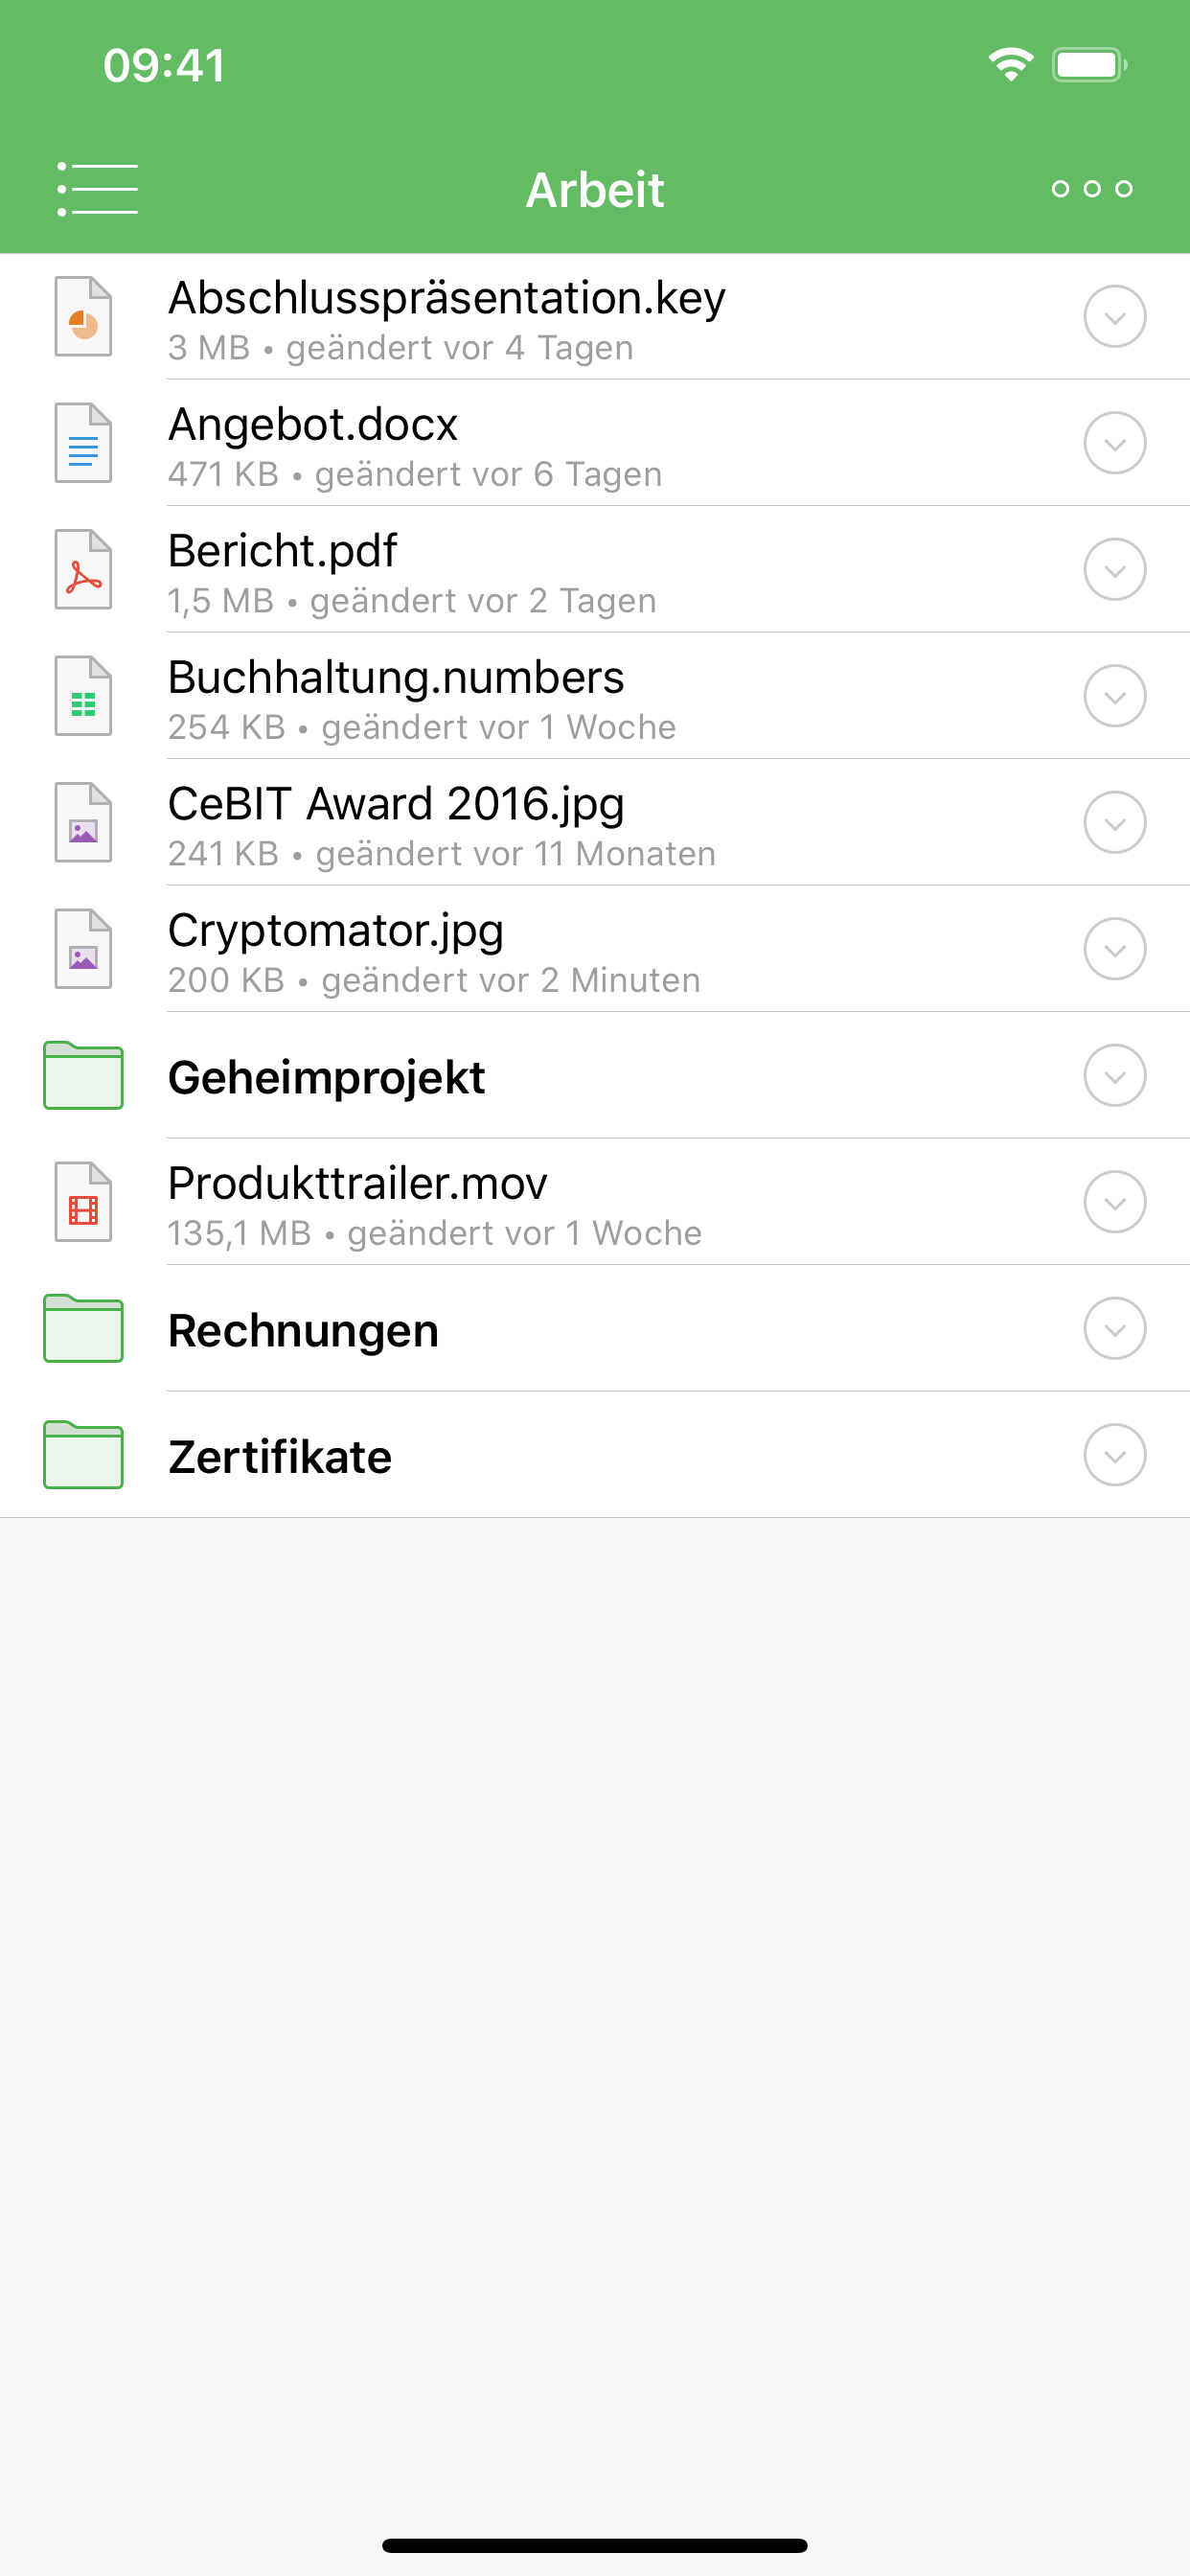 09:41
Arbeit
Abschlusspräsentation.key
3 MB • geändert vor 4 Tagen
Angebot.docx
471 KB • geändert vor 6 Tagen
Bericht.pdf
1,5 MB • geändert vor 2 Tagen
Buchhaltung.numbers
254 KB • geändert vor 1 Woche
CeBIT Award 2016.jpg
241 KB • geändert vor 11 Monaten
Cryptomator.jpg
200 KB • geändert vor 2 Minuten
Geheimprojekt
Produkttrailer.mov
135,1 MB • geändert vor 1 Woche
Rechnungen
Zertifikate